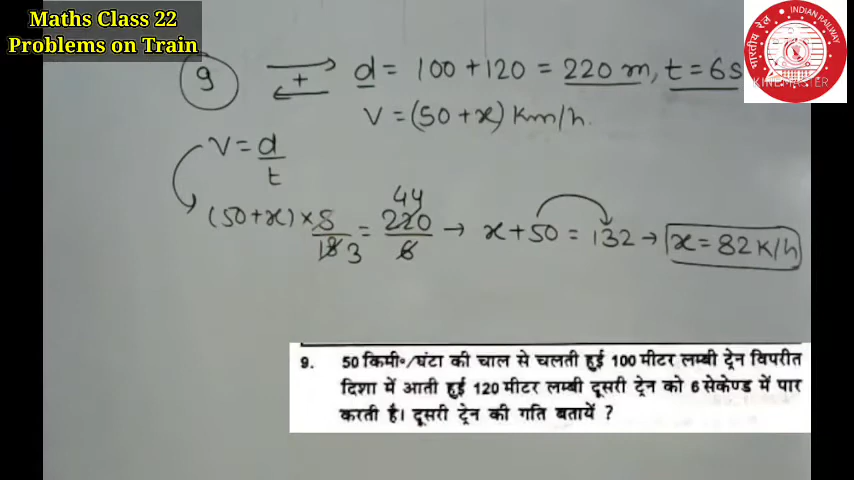 Maths Class 22
Problems on Train
भारतीय रेल INDIAN RAILWAY
KINEMASTER
9 + d = 100 + 120 = 220 m, t = 6s
V = (50 + x) Km/h.
V = d/t
(50+x) × 5/18 3 = 44 220/6 → x + 50 = 132 → x = 82 K/h
9. 50 किमी०/घंटा की चाल से चलती हुई 100 मीटर लम्बी ट्रेन विपरीत
दिशा में आती हुई 120 मीटर लम्बी दूसरी ट्रेन को 6 सेकेण्ड में पार
करती है। दूसरी ट्रेन की गति बतायें ?